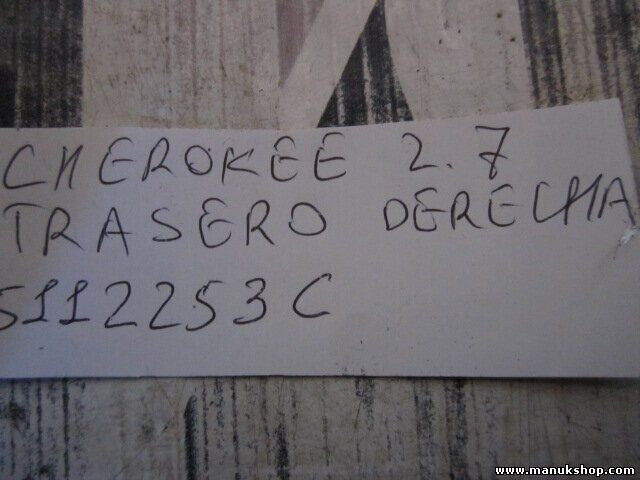 CHEROKEE 2.7
TRASERO DERECHA
5112253C
www.manukshop.com